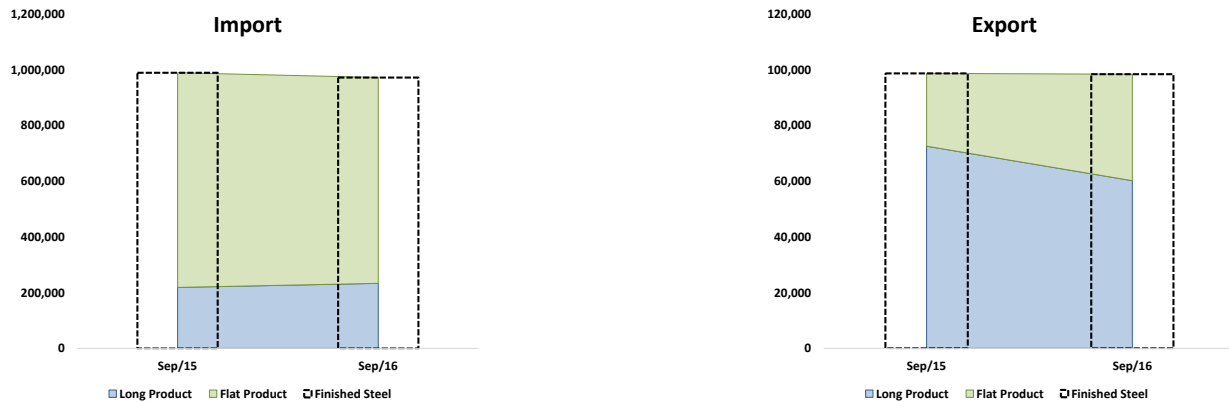 Import
1,200,000
1,000,000
800,000
600,000
400,000
200,000
0
Sep/15 Sep/16
Long Product Flat Product Finished Steel
Export
120,000
100,000
80,000
60,000
40,000
20,000
0
Sep/15 Sep/16
Long Product Flat Product Finished Steel